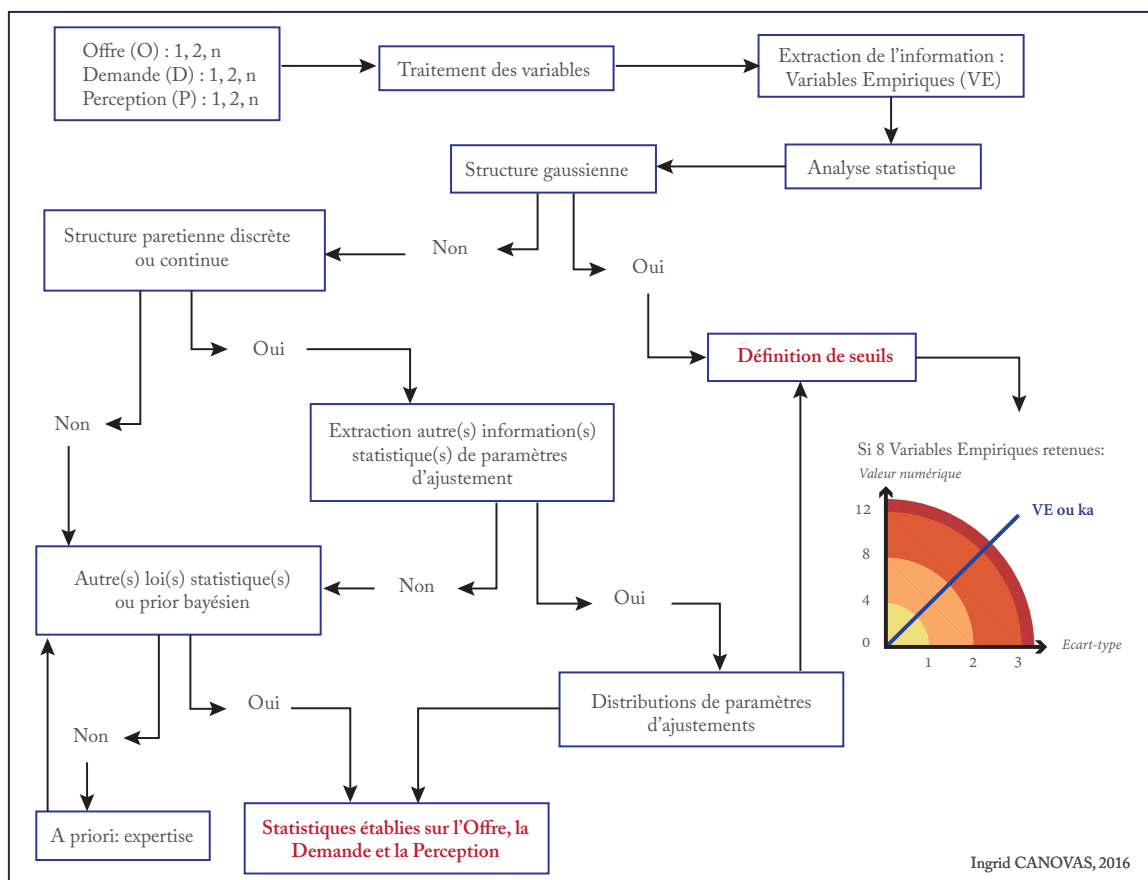 Offre (O) : 1, 2, n
Demande (D) : 1, 2, n
Perception (P) : 1, 2, n
Traitement des variables
Extraction de l'information :
Variables Empiriques (VE)
Structure gaussienne
Analyse statistique
Structure paretienne discrète
ou continue
Non
Oui
Oui
Définition de seuils
Non
Extraction autre(s) information(s)
statistique(s) de paramètres
d'ajustement
Si 8 Variables Empiriques retenues:
Valeur numérique
12
8
4
0
VE ou ka
1 2 3
Ecart-type
Autre(s) loi(s) statistique(s)
ou prior bayésien
Non
Oui
Oui
Distributions de paramètres
d'ajustements
Non
A priori: expertise
Statistiques établies sur l'Offre, la
Demande et la Perception
Ingrid CANOVAS, 2016